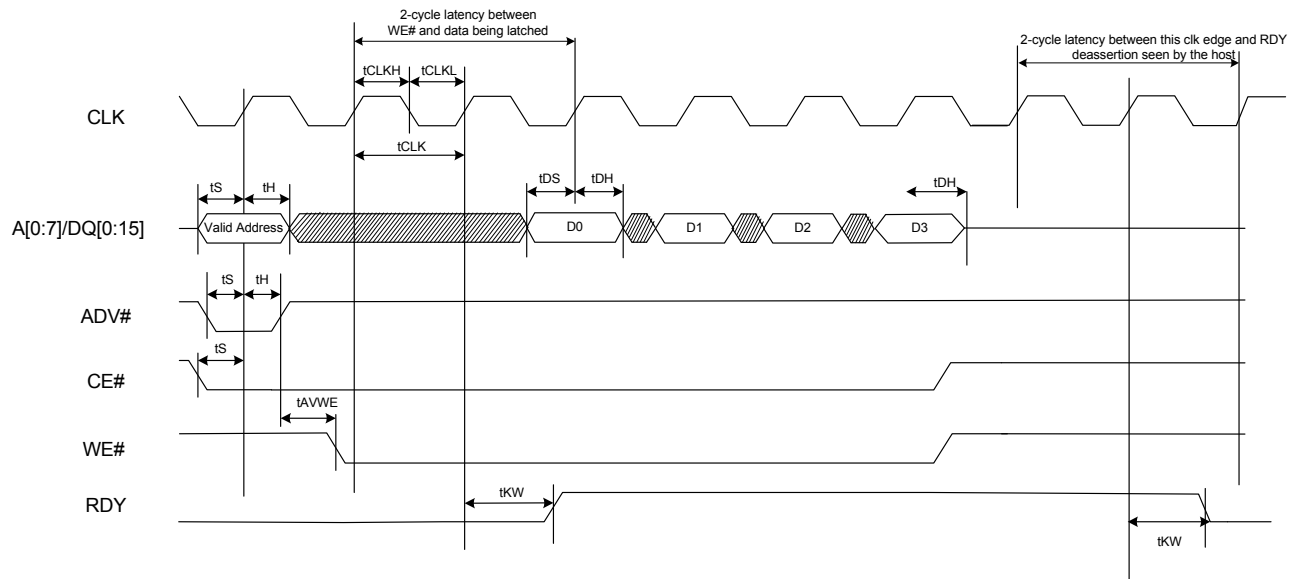 2-cycle latency between
WE# and data being latched
2-cycle latency between this clk edge and RDY
deassertion seen by the host
tCLKH
tCLKL
CLK
tCLK
tS
tH
tDS
tDH
tDH
A[0:7]/DQ[0:15]
Valid Address
D0
D1
D2
D3
tS
tH
ADV#
tS
CE#
tAVWE
WE#
tKW
RDY
tKW